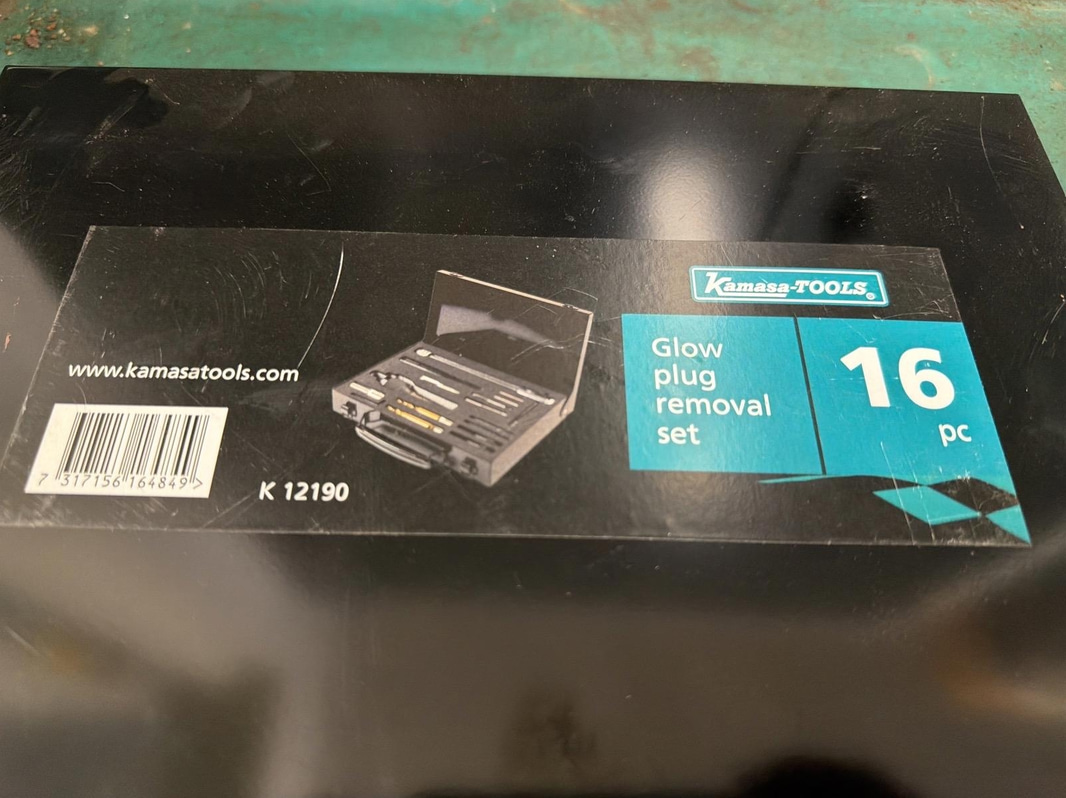 Kamasa-TOOLS®
Glow
plug
removal
set
16
pc
www.kamasatools.com
7 317156 164849 >
K 12190